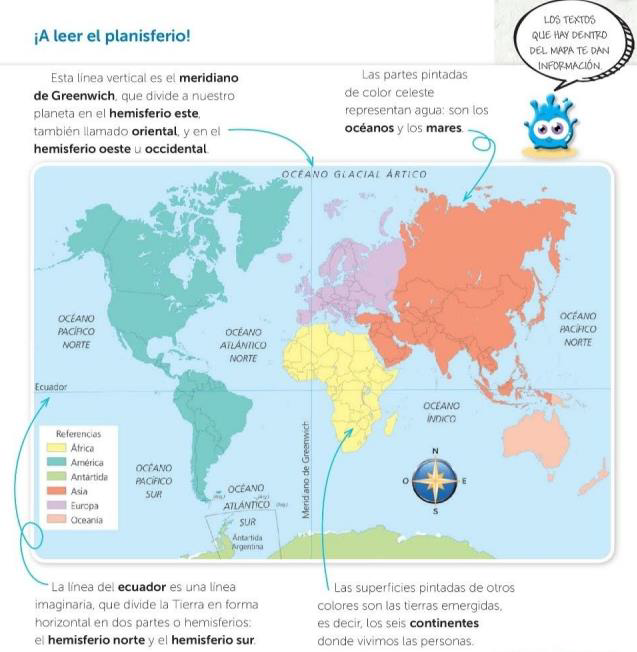 ¡A leer el planisferio!
LOS TEXTOS
QUE HAY DENTRO
DEL MAPA TE DAN
INFORMACIÓN.
Esta línea vertical es el meridiano
de Greenwich, que divide a nuestro
planeta en el hemisferio este,
también llamado oriental, y en el
hemisferio oeste u occidental.
Las partes pintadas
de color celeste
representan agua: son los
océanos y los mares.
OCÉANO GLACIAL ÁRTICO
OCÉANO
PACÍFICO
NORTE
OCÉANO
ATLÁNTICO
NORTE
OCÉANO
PACÍFICO
NORTE
Ecuador
OCÉANO
ÍNDICO
Referencias
África
América
Antártida
Asia
Europa
Oceanía
OCÉANO
PACÍFICO
SUR
OCÉANO
ATLÁNTICO
SUR
(Arg.)
(Arg.)
(Arg.)
Antártida
Argentina
Meridiano de Greenwich
N
O
E
S
La línea del ecuador es una línea
imaginaria, que divide la Tierra en forma
horizontal en dos partes o hemisferios:
el hemisferio norte y el hemisferio sur.
Las superficies pintadas de otros
colores son las tierras emergidas,
es decir, los seis continentes
donde vivimos las personas.